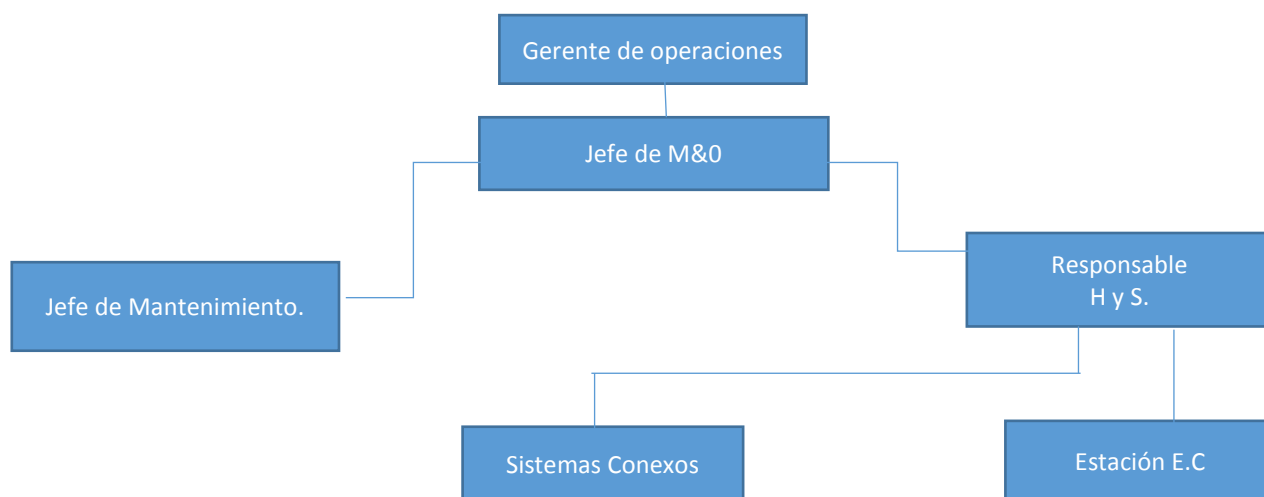 Gerente de operaciones
Jefe de M&0
Responsable
H y S.
Jefe de Mantenimiento.
Sistemas Conexos
Estación E.C